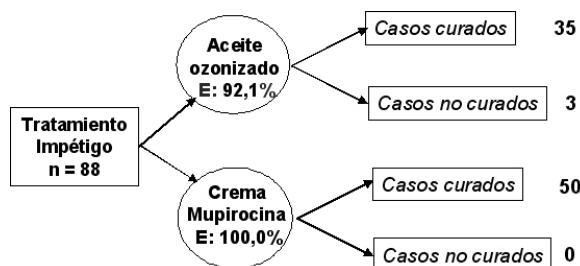 Tratamiento
Impétigo
n = 88
Aceite
ozonizado
E: 92,1%
Casos curados 35
Casos no curados 3
Crema
Mupirocina
E: 100,0%
Casos curados 50
Casos no curados 0